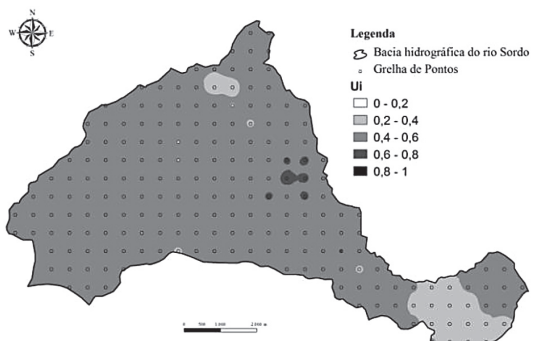 N
W E
S
Legenda
Bacia hidrográfica do rio Sordo
Grelha de Pontos
Ui
0 - 0,2
0,2 - 0,4
0,4 - 0,6
0,6 - 0,8
0,8 - 1
0 500 1.000 2.000 m